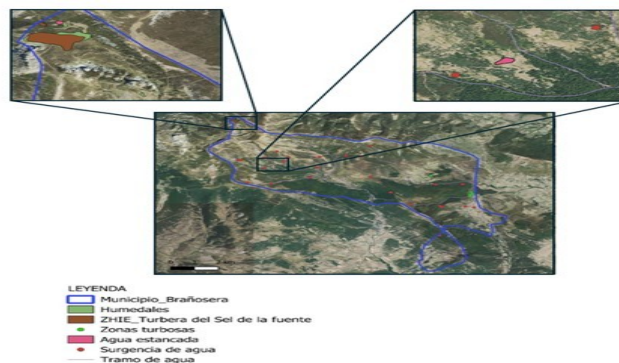 LEYENDA
Municipio_Brañosera
Humedales
ZHIE_Turbera del Sel de la fuente
Zonas turbosas
Agua estancada
Surgencia de agua
Tramo de agua